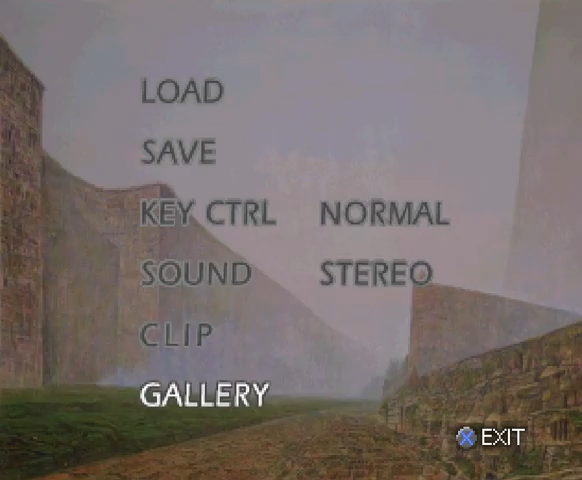 LOAD
SAVE
KEY CTRL NORMAL
SOUND STEREO
CLIP
GALLERY
EXIT